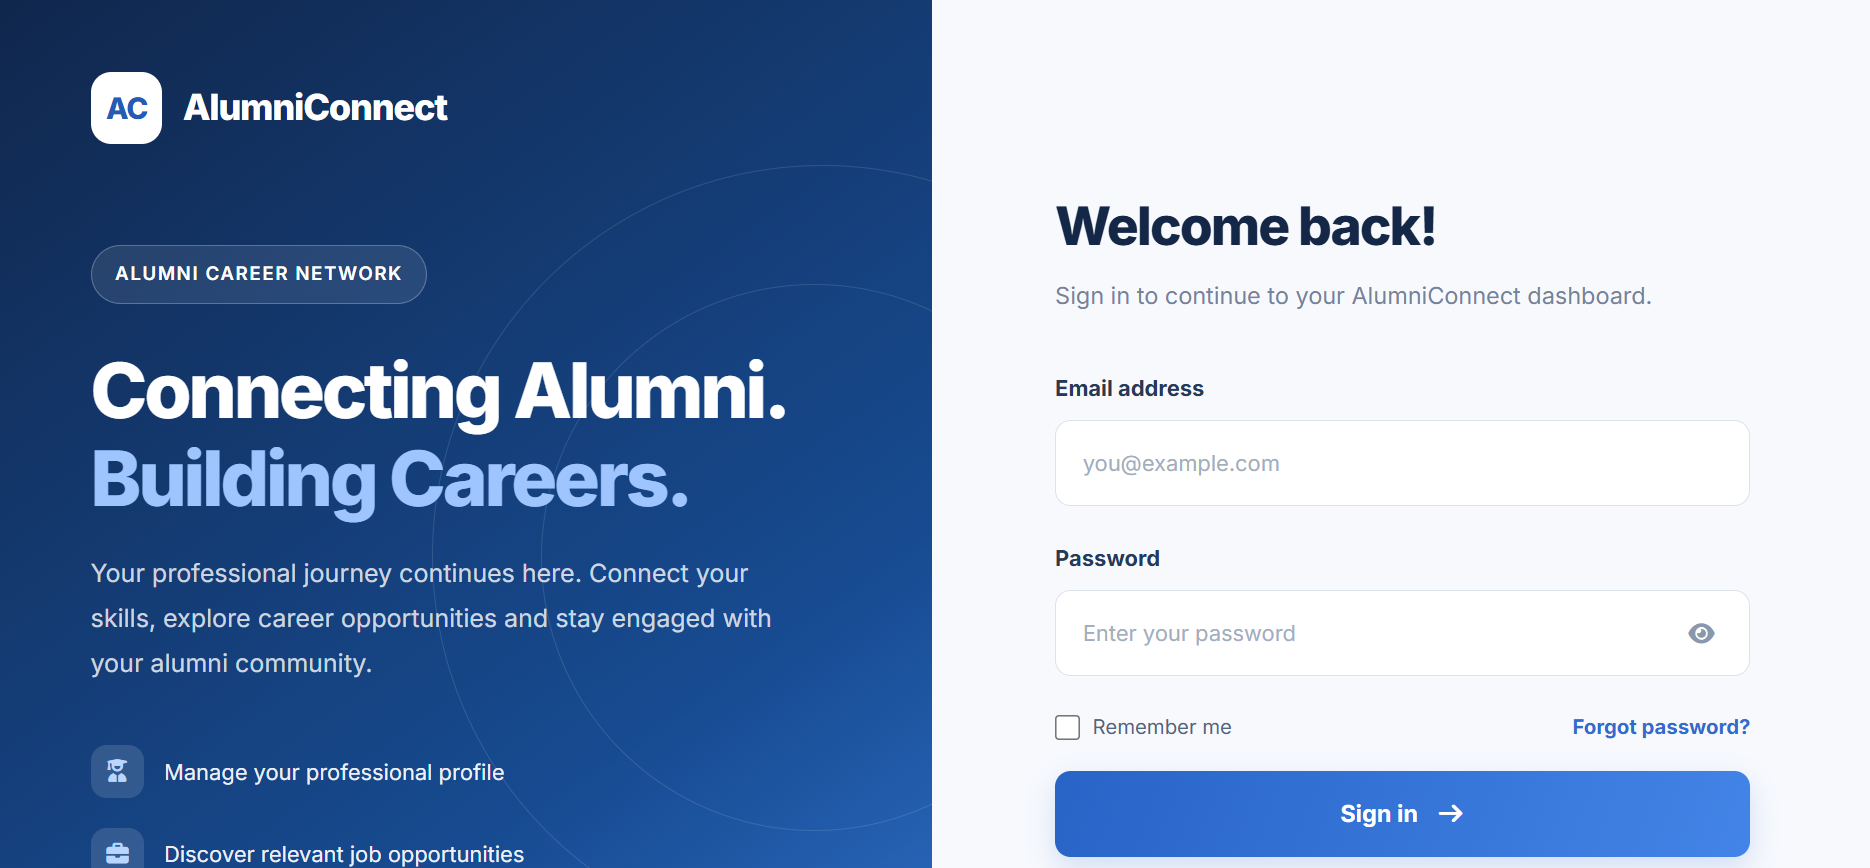 AC
AlumniConnect
ALUMNI CAREER NETWORK
Connecting Alumni.
Building Careers.
Your professional journey continues here. Connect your
skills, explore career opportunities and stay engaged with
your alumni community.
Manage your professional profile
Discover relevant job opportunities
Welcome back!
Sign in to continue to your AlumniConnect dashboard.
Email address
you@example.com
Password
Enter your password
Remember me
Forgot password?
Sign in